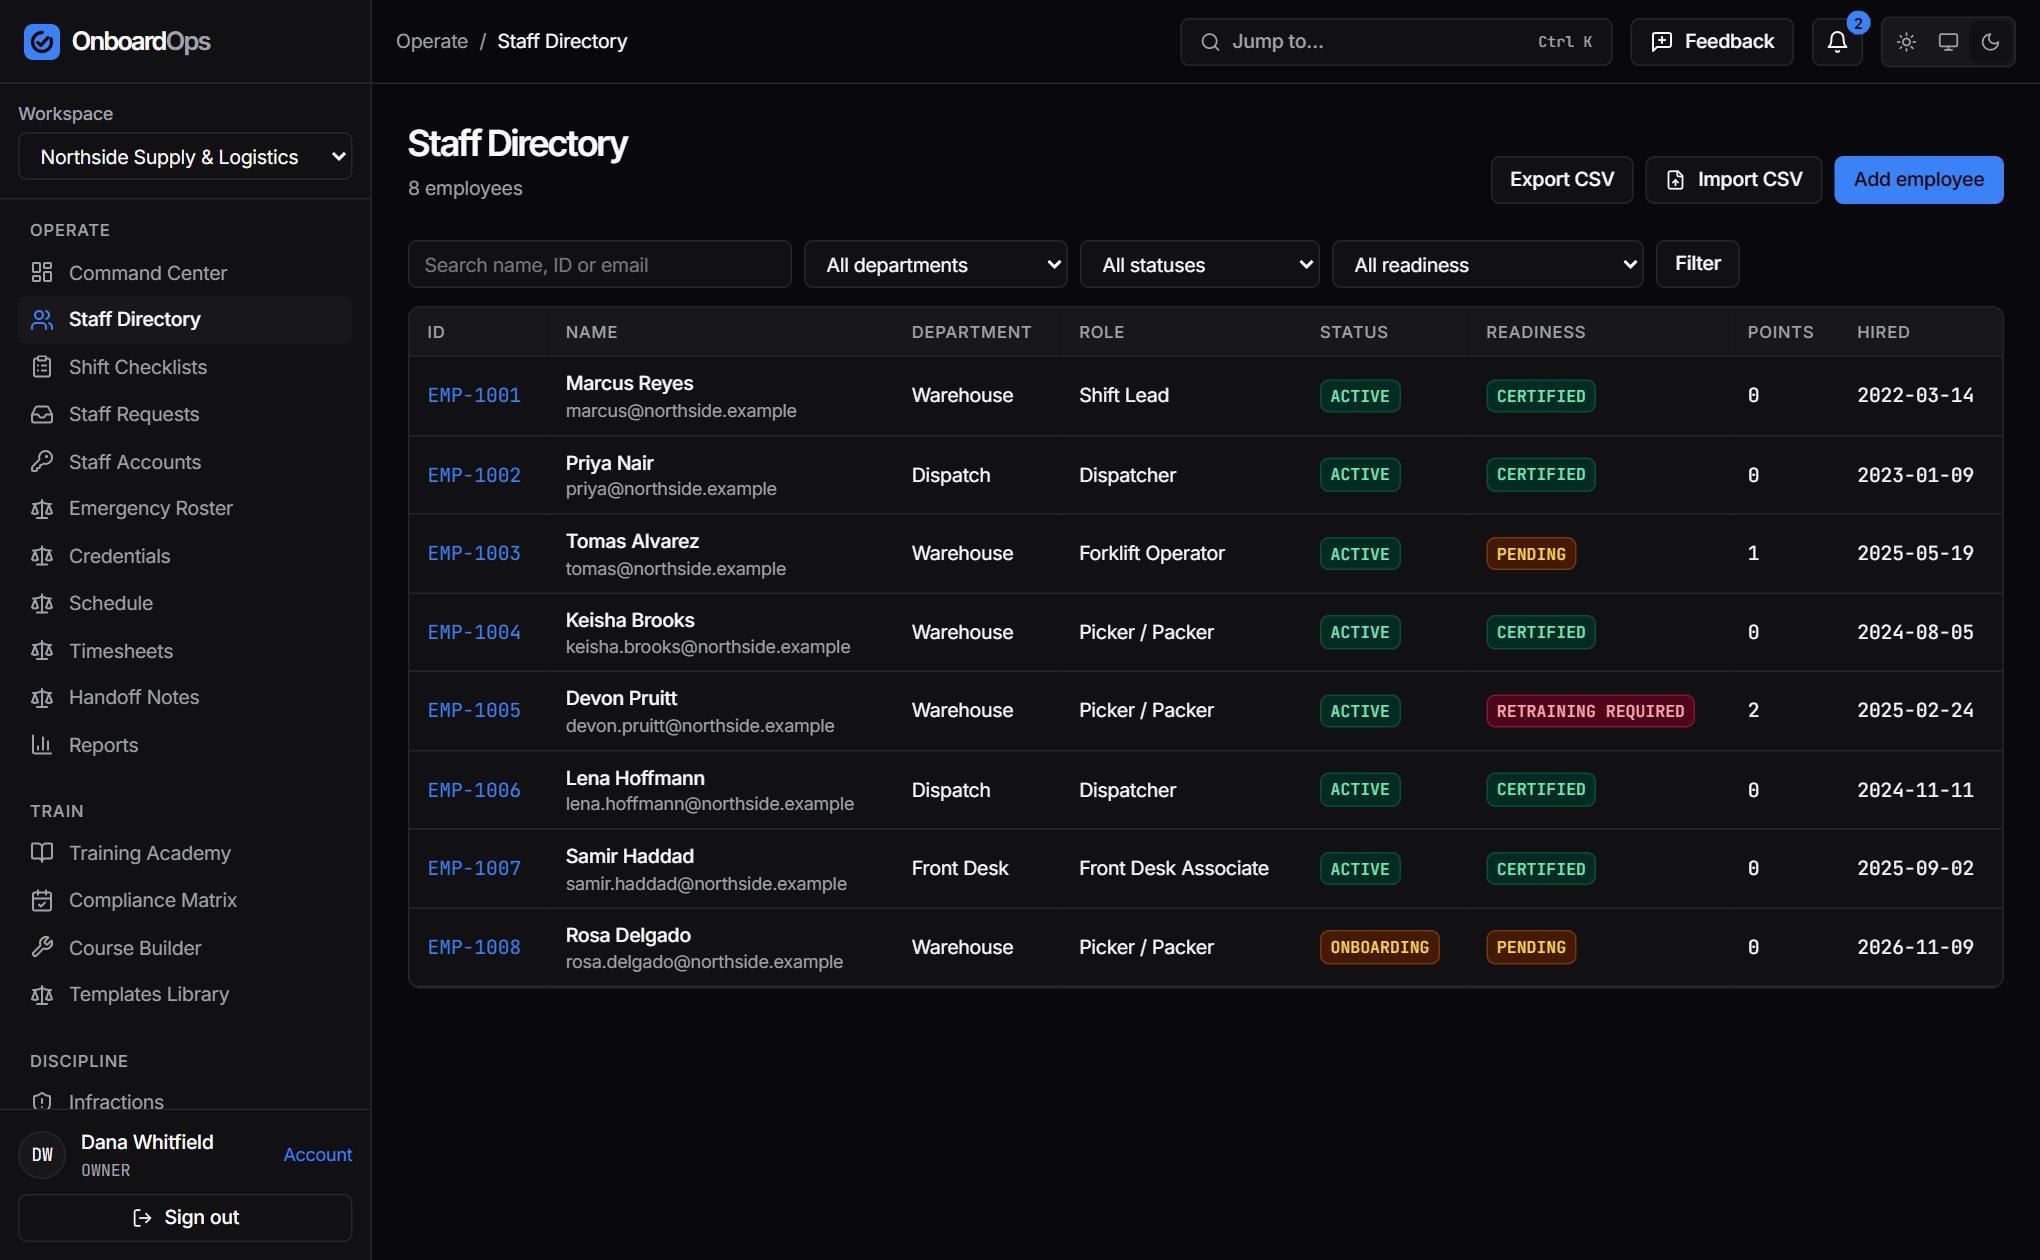 OnboardOps
Operate / Staff Directory
Jump to... Ctrl K
Feedback
2
Workspace
Northside Supply & Logistics
OPERATE
Command Center
Staff Directory
Shift Checklists
Staff Requests
Staff Accounts
Emergency Roster
Credentials
Schedule
Timesheets
Handoff Notes
Reports
TRAIN
Training Academy
Compliance Matrix
Course Builder
Templates Library
DISCIPLINE
Infractions
DW
Dana Whitfield
OWNER
Account
Sign out
Staff Directory
8 employees
Export CSV
Import CSV
Add employee
Search name, ID or email
All departments
All statuses
All readiness
Filter
ID NAME DEPARTMENT ROLE STATUS READINESS POINTS HIRED
EMP-1001 Marcus Reyes Warehouse Shift Lead ACTIVE CERTIFIED 0 2022-03-14
marcus@northside.example
EMP-1002 Priya Nair Dispatch Dispatcher ACTIVE CERTIFIED 0 2023-01-09
priya@northside.example
EMP-1003 Tomas Alvarez Warehouse Forklift Operator ACTIVE PENDING 1 2025-05-19
tomas@northside.example
EMP-1004 Keisha Brooks Warehouse Picker / Packer ACTIVE CERTIFIED 0 2024-08-05
keisha.brooks@northside.example
EMP-1005 Devon Pruitt Warehouse Picker / Packer ACTIVE RETRAINING REQUIRED 2 2025-02-24
devon.pruitt@northside.example
EMP-1006 Lena Hoffmann Dispatch Dispatcher ACTIVE CERTIFIED 0 2024-11-11
lena.hoffmann@northside.example
EMP-1007 Samir Haddad Front Desk Front Desk Associate ACTIVE CERTIFIED 0 2025-09-02
samir.haddad@northside.example
EMP-1008 Rosa Delgado Warehouse Picker / Packer ONBOARDING PENDING 0 2026-11-09
rosa.delgado@northside.example